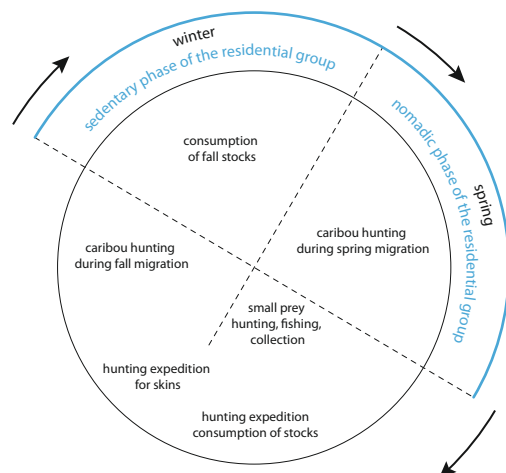 winter
sedentary phase of the residential group
nomadic phase of the residential group
spring
consumption
of fall stocks
caribou hunting
during fall migration
caribou hunting
during spring migration
small prey
hunting, fishing,
collection
hunting expedition
for skins
hunting expedition
consumption of stocks